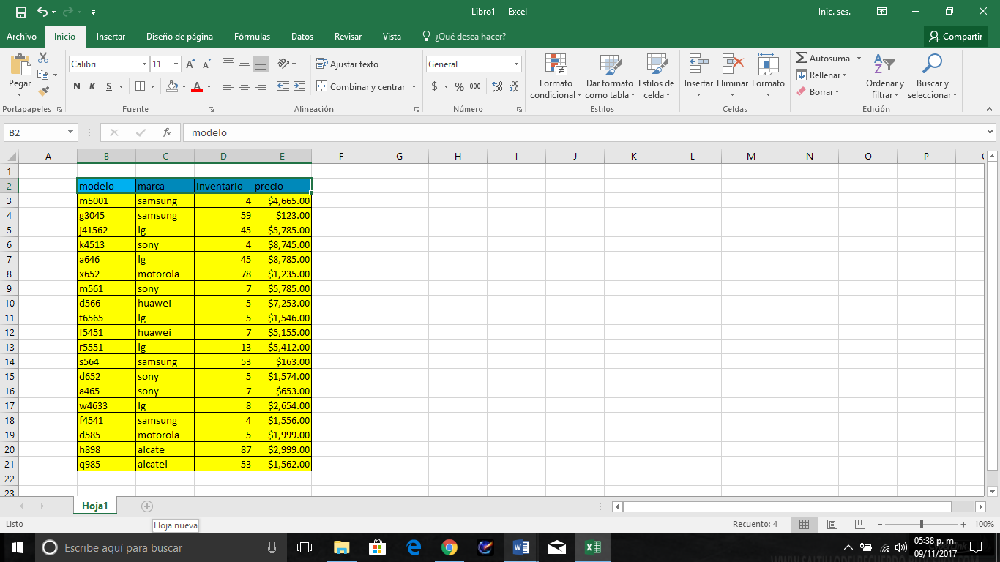 Libro1 - Excel
Inic. ses.
Archivo Inicio Insertar Diseño de página Fórmulas Datos Revisar Vista ¿Qué desea hacer? Compartir
Pegar
Calibri 11
N K S
Ajustar texto
Combinar y centrar
General
$ % 000
Formato condicional
Dar formato como tabla
Estilos de celda
Insertar Eliminar Formato
Autosuma
Rellenar
Borrar
Ordenar y filtrar
Buscar y seleccionar
Portapapeles Fuente Alineación Número Estilos Celdas Edición
B2 fx modelo
A B C D E F G H I J K L M N O P
1
2 modelo marca inventario precio
3 m5001 samsung 4 $4,665.00
4 g3045 samsung 59 $123.00
5 j41562 lg 45 $5,785.00
6 k4513 sony 4 $8,745.00
7 a646 lg 45 $8,785.00
8 x652 motorola 78 $1,235.00
9 m561 sony 7 $5,785.00
10 d566 huawei 5 $7,253.00
11 t6565 lg 5 $1,546.00
12 f5451 huawei 7 $5,155.00
13 r5551 lg 13 $5,412.00
14 s564 samsung 53 $163.00
15 d652 sony 5 $1,574.00
16 a465 sony 7 $653.00
17 w4633 lg 8 $2,654.00
18 f4541 samsung 4 $1,556.00
19 d585 motorola 5 $1,999.00
20 h898 alcate 87 $2,999.00
21 q985 alcatel 53 $1,562.00
22
23
Hoja1
Listo
Hoja nueva
Recuento: 4
100%
Escribe aquí para buscar
05:38 p. m.
09/11/2017